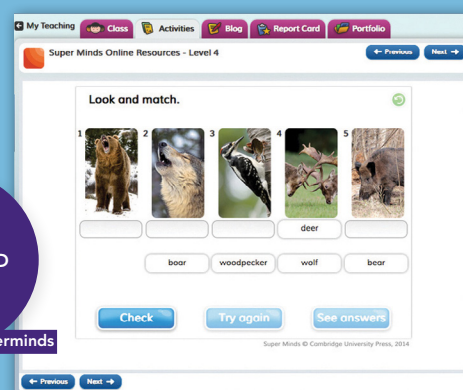 My Teaching Class Activities Blog Report Card Portfolio
Super Minds Online Resources - Level 4 Previous Next
Look and match.
1 2 3 4 5
deer
boar woodpecker wolf bear
Check Try again See answers
Super Minds © Cambridge University Press, 2014
Previous Next